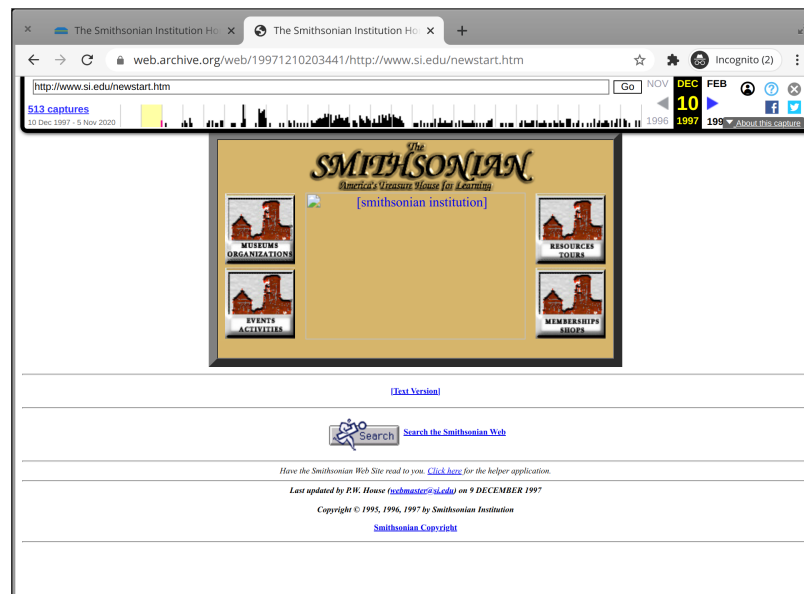 The Smithsonian Institution Ho
The Smithsonian Institution Ho
web.archive.org/web/19971210203441/http://www.si.edu/newstart.htm
Incognito (2)
http://www.si.edu/newstart.htm
Go
NOV DEC FEB
513 captures
10
10 Dec 1997 - 5 Nov 2020
1996 1997 199
About this capture
The
SMITHSONIAN
America's Treasure House for Learning
[smithsonian institution]
MUSEUMS
ORGANIZATIONS
RESOURCES
TOURS
EVENTS
ACTIVITIES
MEMBERSHIPS
SHOPS
[Text Version]
Search
Search the Smithsonian Web
Have the Smithsonian Web Site read to you. Click here for the helper application.
Last updated by P.W. House (webmaster@si.edu) on 9 DECEMBER 1997
Copyright © 1995, 1996, 1997 by Smithsonian Institution
Smithsonian Copyright